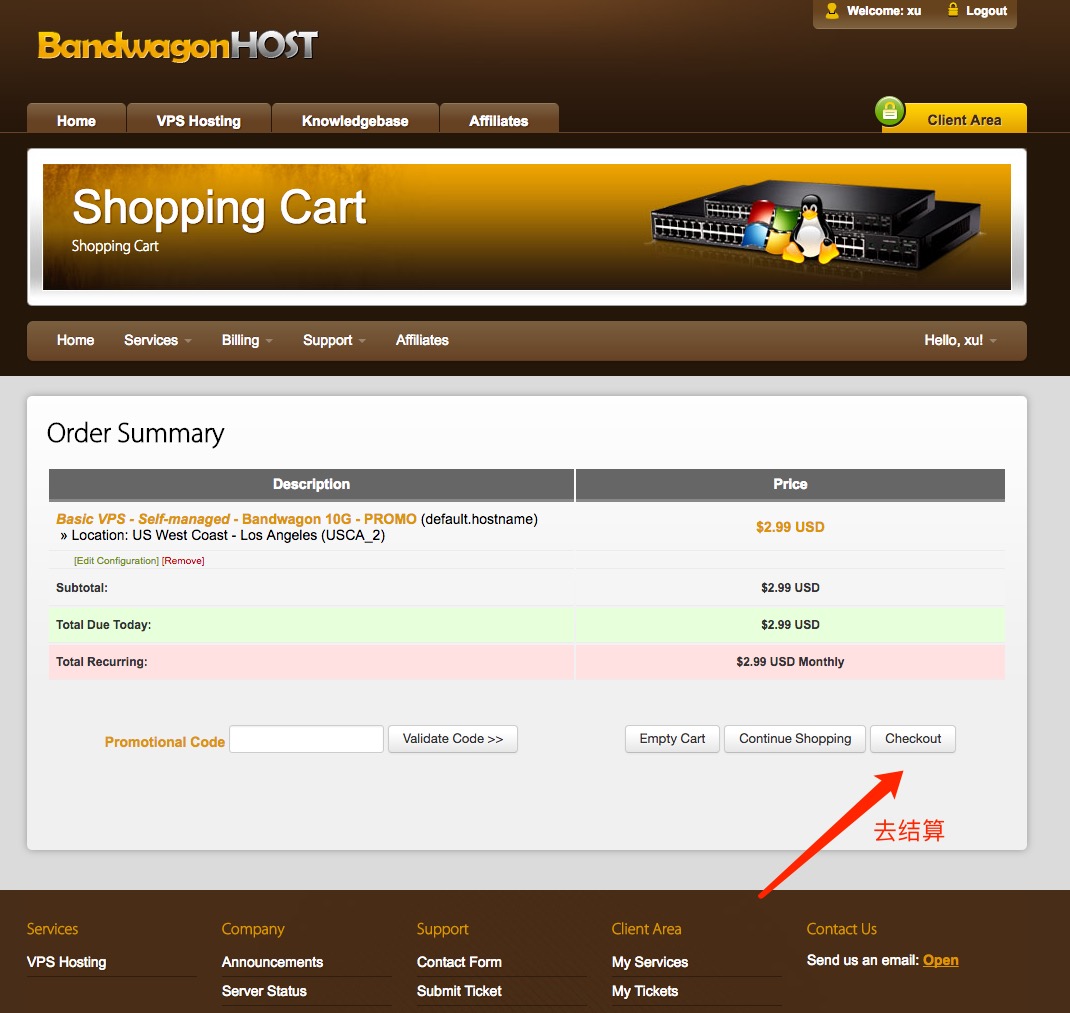 Welcome: xu Logout
BandwagonHOST
Home VPS Hosting Knowledgebase Affiliates Client Area
Shopping Cart
Shopping Cart
Home Services Billing Support Affiliates Hello, xu!
Order Summary
Description Price
Basic VPS - Self-managed - Bandwagon 10G - PROMO (default.hostname) $2.99 USD
» Location: US West Coast - Los Angeles (USCA_2)
[Edit Configuration] [Remove]
Subtotal: $2.99 USD
Total Due Today: $2.99 USD
Total Recurring: $2.99 USD Monthly
Promotional Code Validate Code >> Empty Cart Continue Shopping Checkout
去结算
Services Company Support Client Area Contact Us
VPS Hosting Announcements Contact Form My Services Send us an email: Open
Server Status Submit Ticket My Tickets